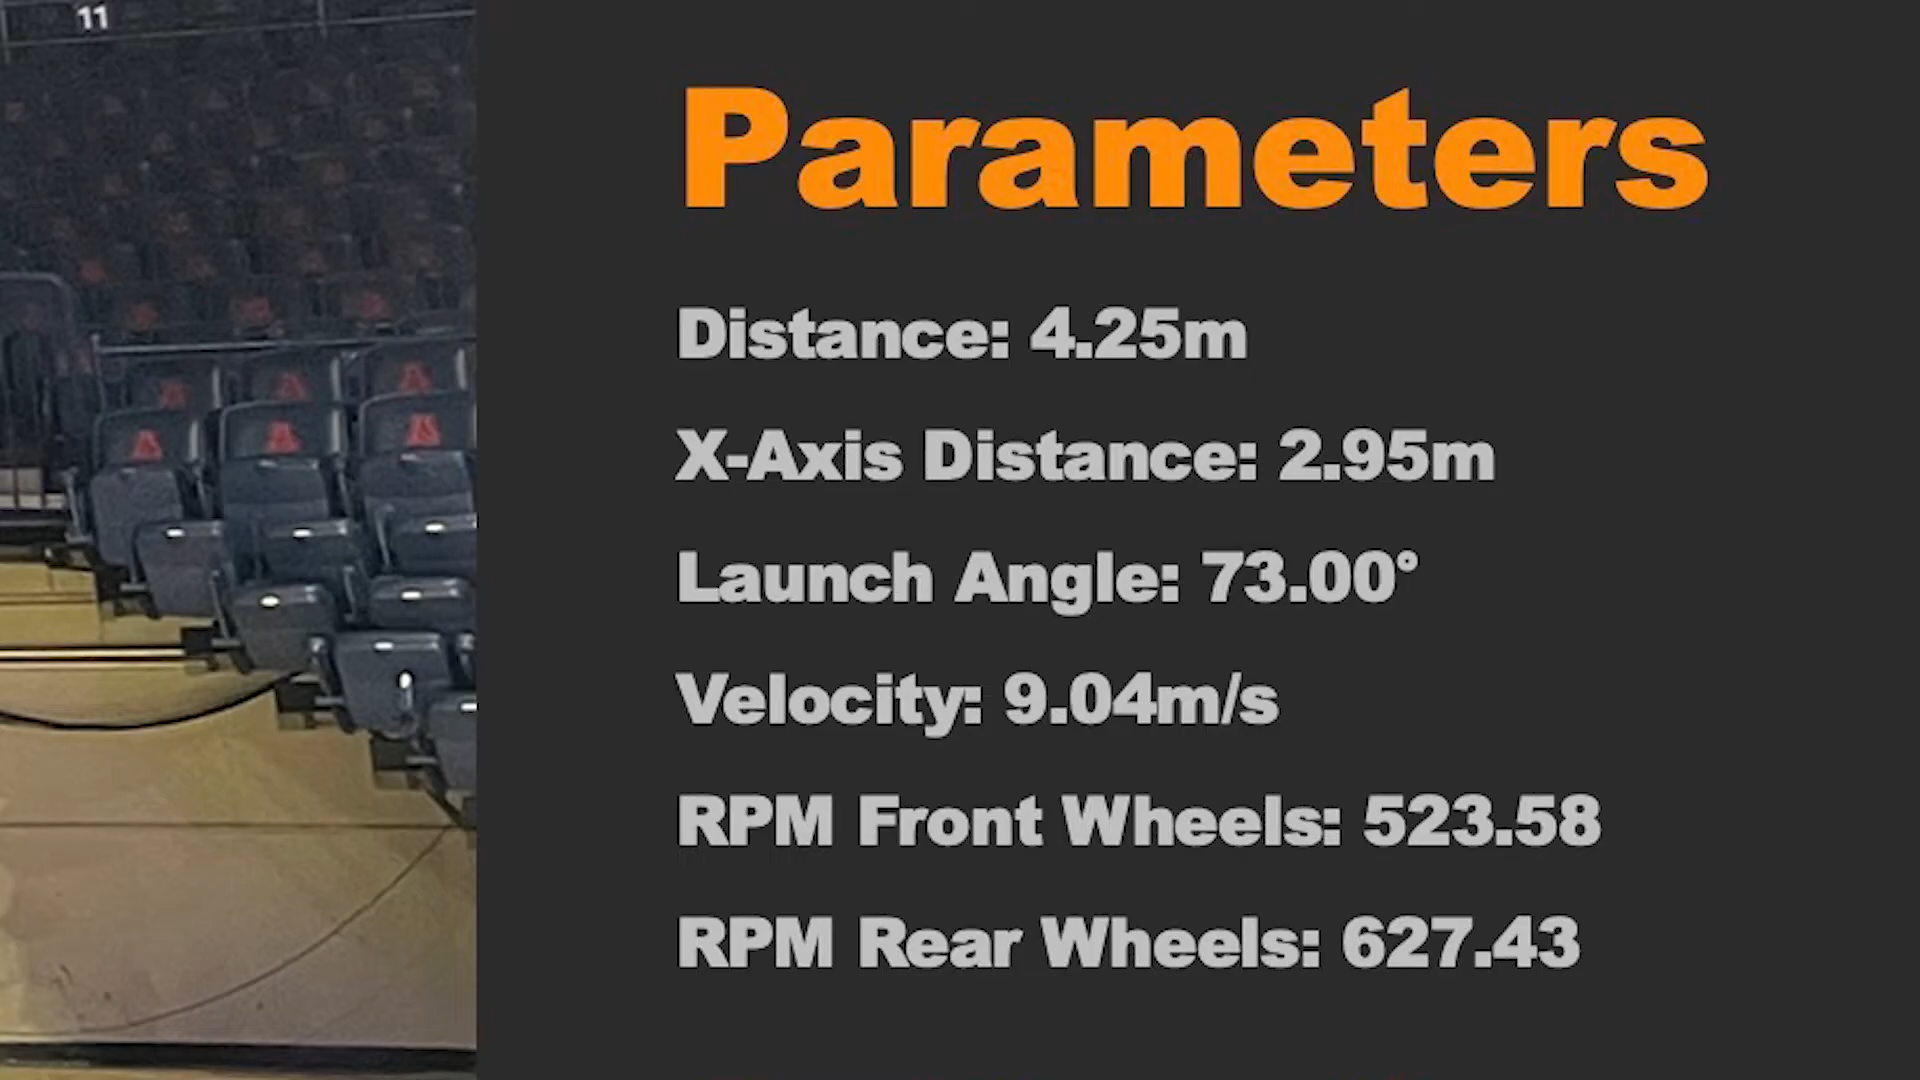 11
Parameters
Distance: 4.25m
X-Axis Distance: 2.95m
Launch Angle: 73.00°
Velocity: 9.04m/s
RPM Front Wheels: 523.58
RPM Rear Wheels: 627.43